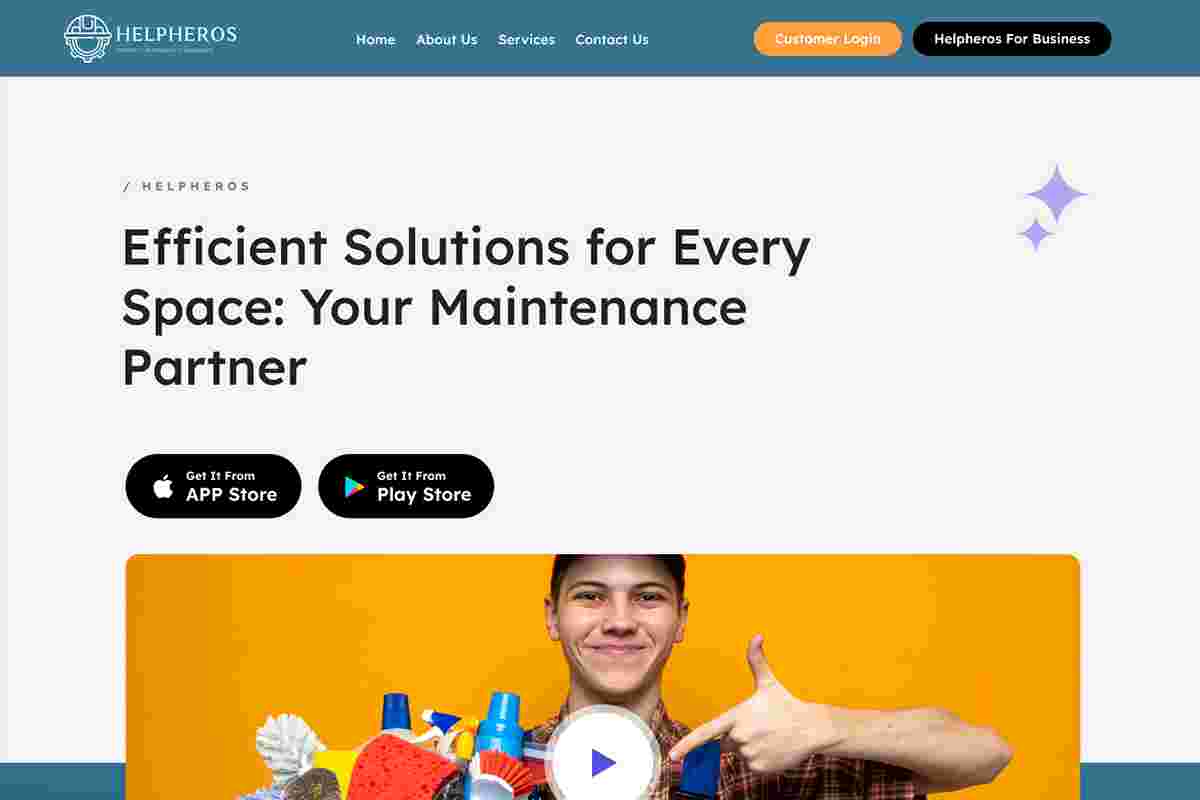 HELPHEROS
Home
About Us
Services
Contact Us
Customer Login
Helpheros For Business
/ HELPHEROS
Efficient Solutions for Every
Space: Your Maintenance
Partner
Get It From
APP Store
Get It From
Play Store